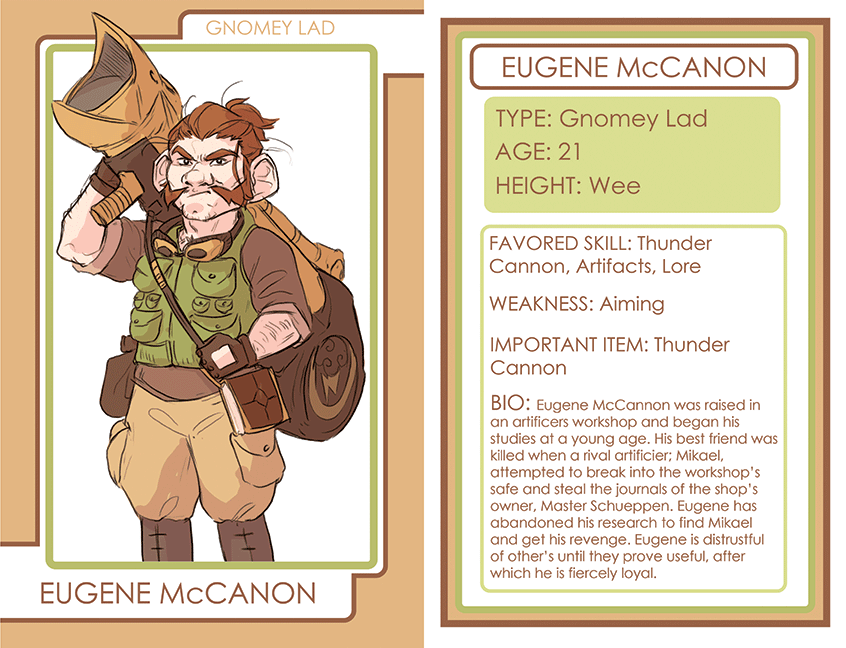 GNOMEY LAD
EUGENE McCANON
EUGENE McCANON
TYPE: Gnomey Lad
AGE: 21
HEIGHT: Wee
FAVORED SKILL: Thunder
Cannon, Artifacts, Lore
WEAKNESS: Aiming
IMPORTANT ITEM: Thunder
Cannon
BIO: Eugene McCannon was raised in
an artificers workshop and began his
studies at a young age. His best friend was
killed when a rival artificier; Mikael,
attempted to break into the workshop's
safe and steal the journals of the shop's
owner, Master Schueppen. Eugene has
abandoned his research to find Mikael
and get his revenge. Eugene is distrustful
of other's until they prove useful, after
which he is fiercely loyal.